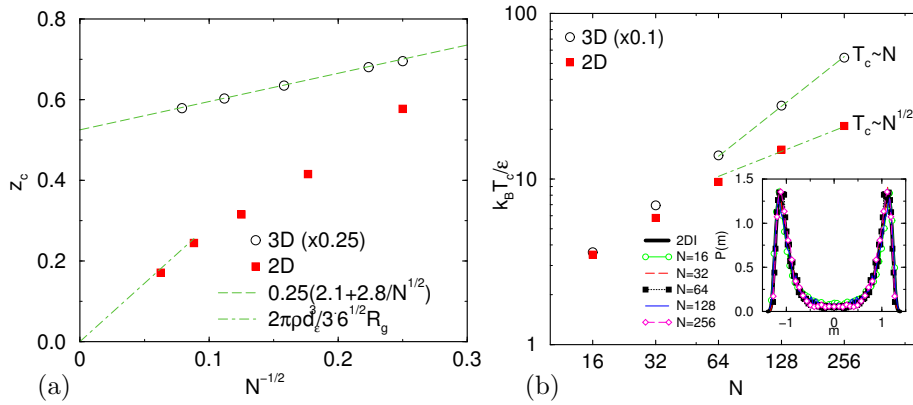 0.8
0.6
0.4
0.2
0.0
z_c
0
0.1
0.2
0.3
N^{-1/2}
3D (x0.25)
2D
0.25(2.1+2.8/N^{1/2})
2πρd_ε^3/3 6^{1/2}R_g
(a)
100
10
1
k_BT_c/ε
16
32
64
128
256
N
3D (x0.1)
2D
T_c~N
T_c~N^{1/2}
2DI
N=16
N=32
N=64
N=128
N=256
1.5
1.0
0.5
0.0
P(m)
−1
0
1
m
(b)